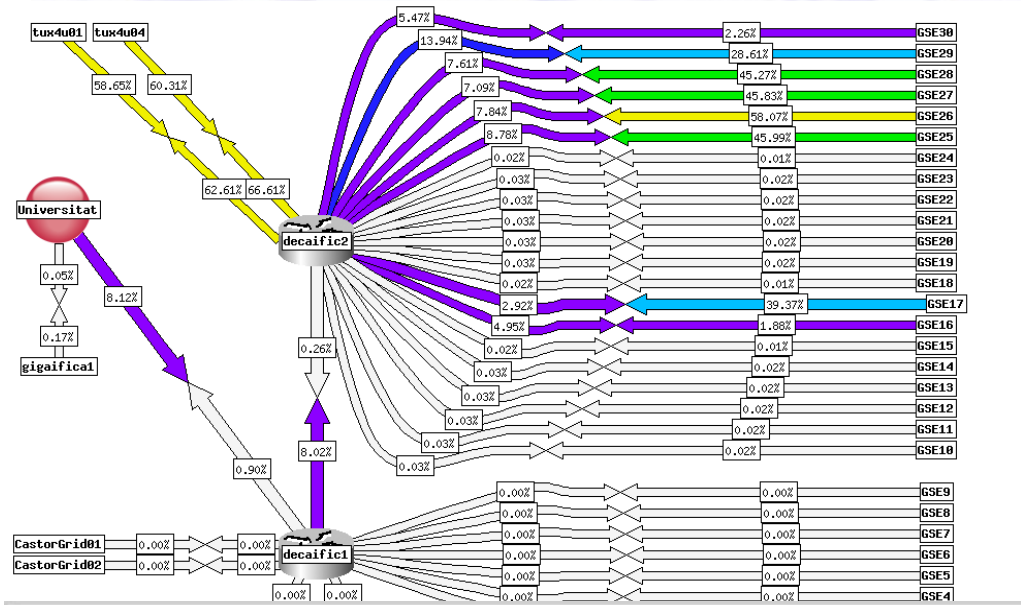 5.47% 2.26% GSE30
tux4u01 tux4u04
13.94% 28.61% GSE29
7.61% 45.27% GSE28
58.65% 60.31%
7.09% 45.83% GSE27
7.84% 58.07% GSE26
8.78% 45.99% GSE25
0.02% 0.01% GSE24
0.03% 0.02% GSE23
62.61% 66.61%
0.03% 0.02% GSE22
Universitat
0.03% 0.02% GSE21
decaific2
0.03% 0.02% GSE20
0.03% 0.02% GSE19
0.05%
0.02% 0.01% GSE18
8.12%
2.92% 39.37% GSE17
4.95% 1.88% GSE16
0.17%
0.26%
0.02% 0.01% GSE15
gigaifica1
0.03% 0.02% GSE14
0.03% 0.02% GSE13
0.03% 0.02% GSE12
0.03% 0.02% GSE11
8.02%
0.03% 0.02% GSE10
0.90%
0.00% 0.00% GSE9
0.00% 0.00% GSE8
0.00% 0.00% GSE7
CastorGrid01 0.00% 0.00%
decaific1
0.00% 0.00% GSE6
CastorGrid02 0.00% 0.00%
0.00% 0.00% GSE5
0.00% 0.00%
0.00% 0.00% GSE4